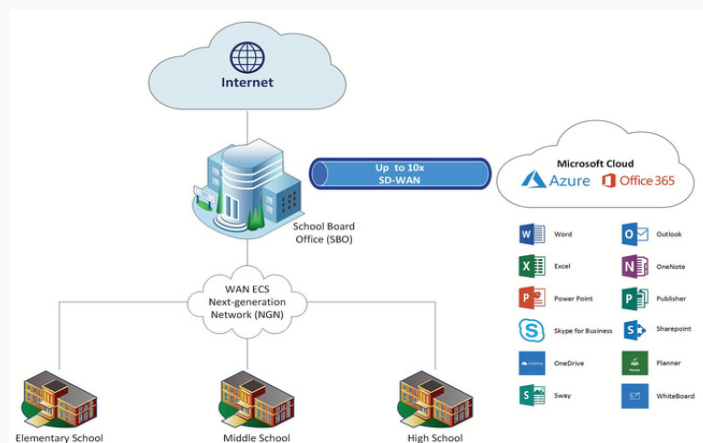 Internet
Up to 10x
SD-WAN
Microsoft Cloud
Azure
Office 365
School Board
Office (SBO)
WAN ECS
Next-generation
Network (NGN)
Word
Outlook
Excel
OneNote
Power Point
Publisher
Skype for Business
Sharepoint
OneDrive
Planner
Sway
WhiteBoard
Elementary School
Middle School
High School